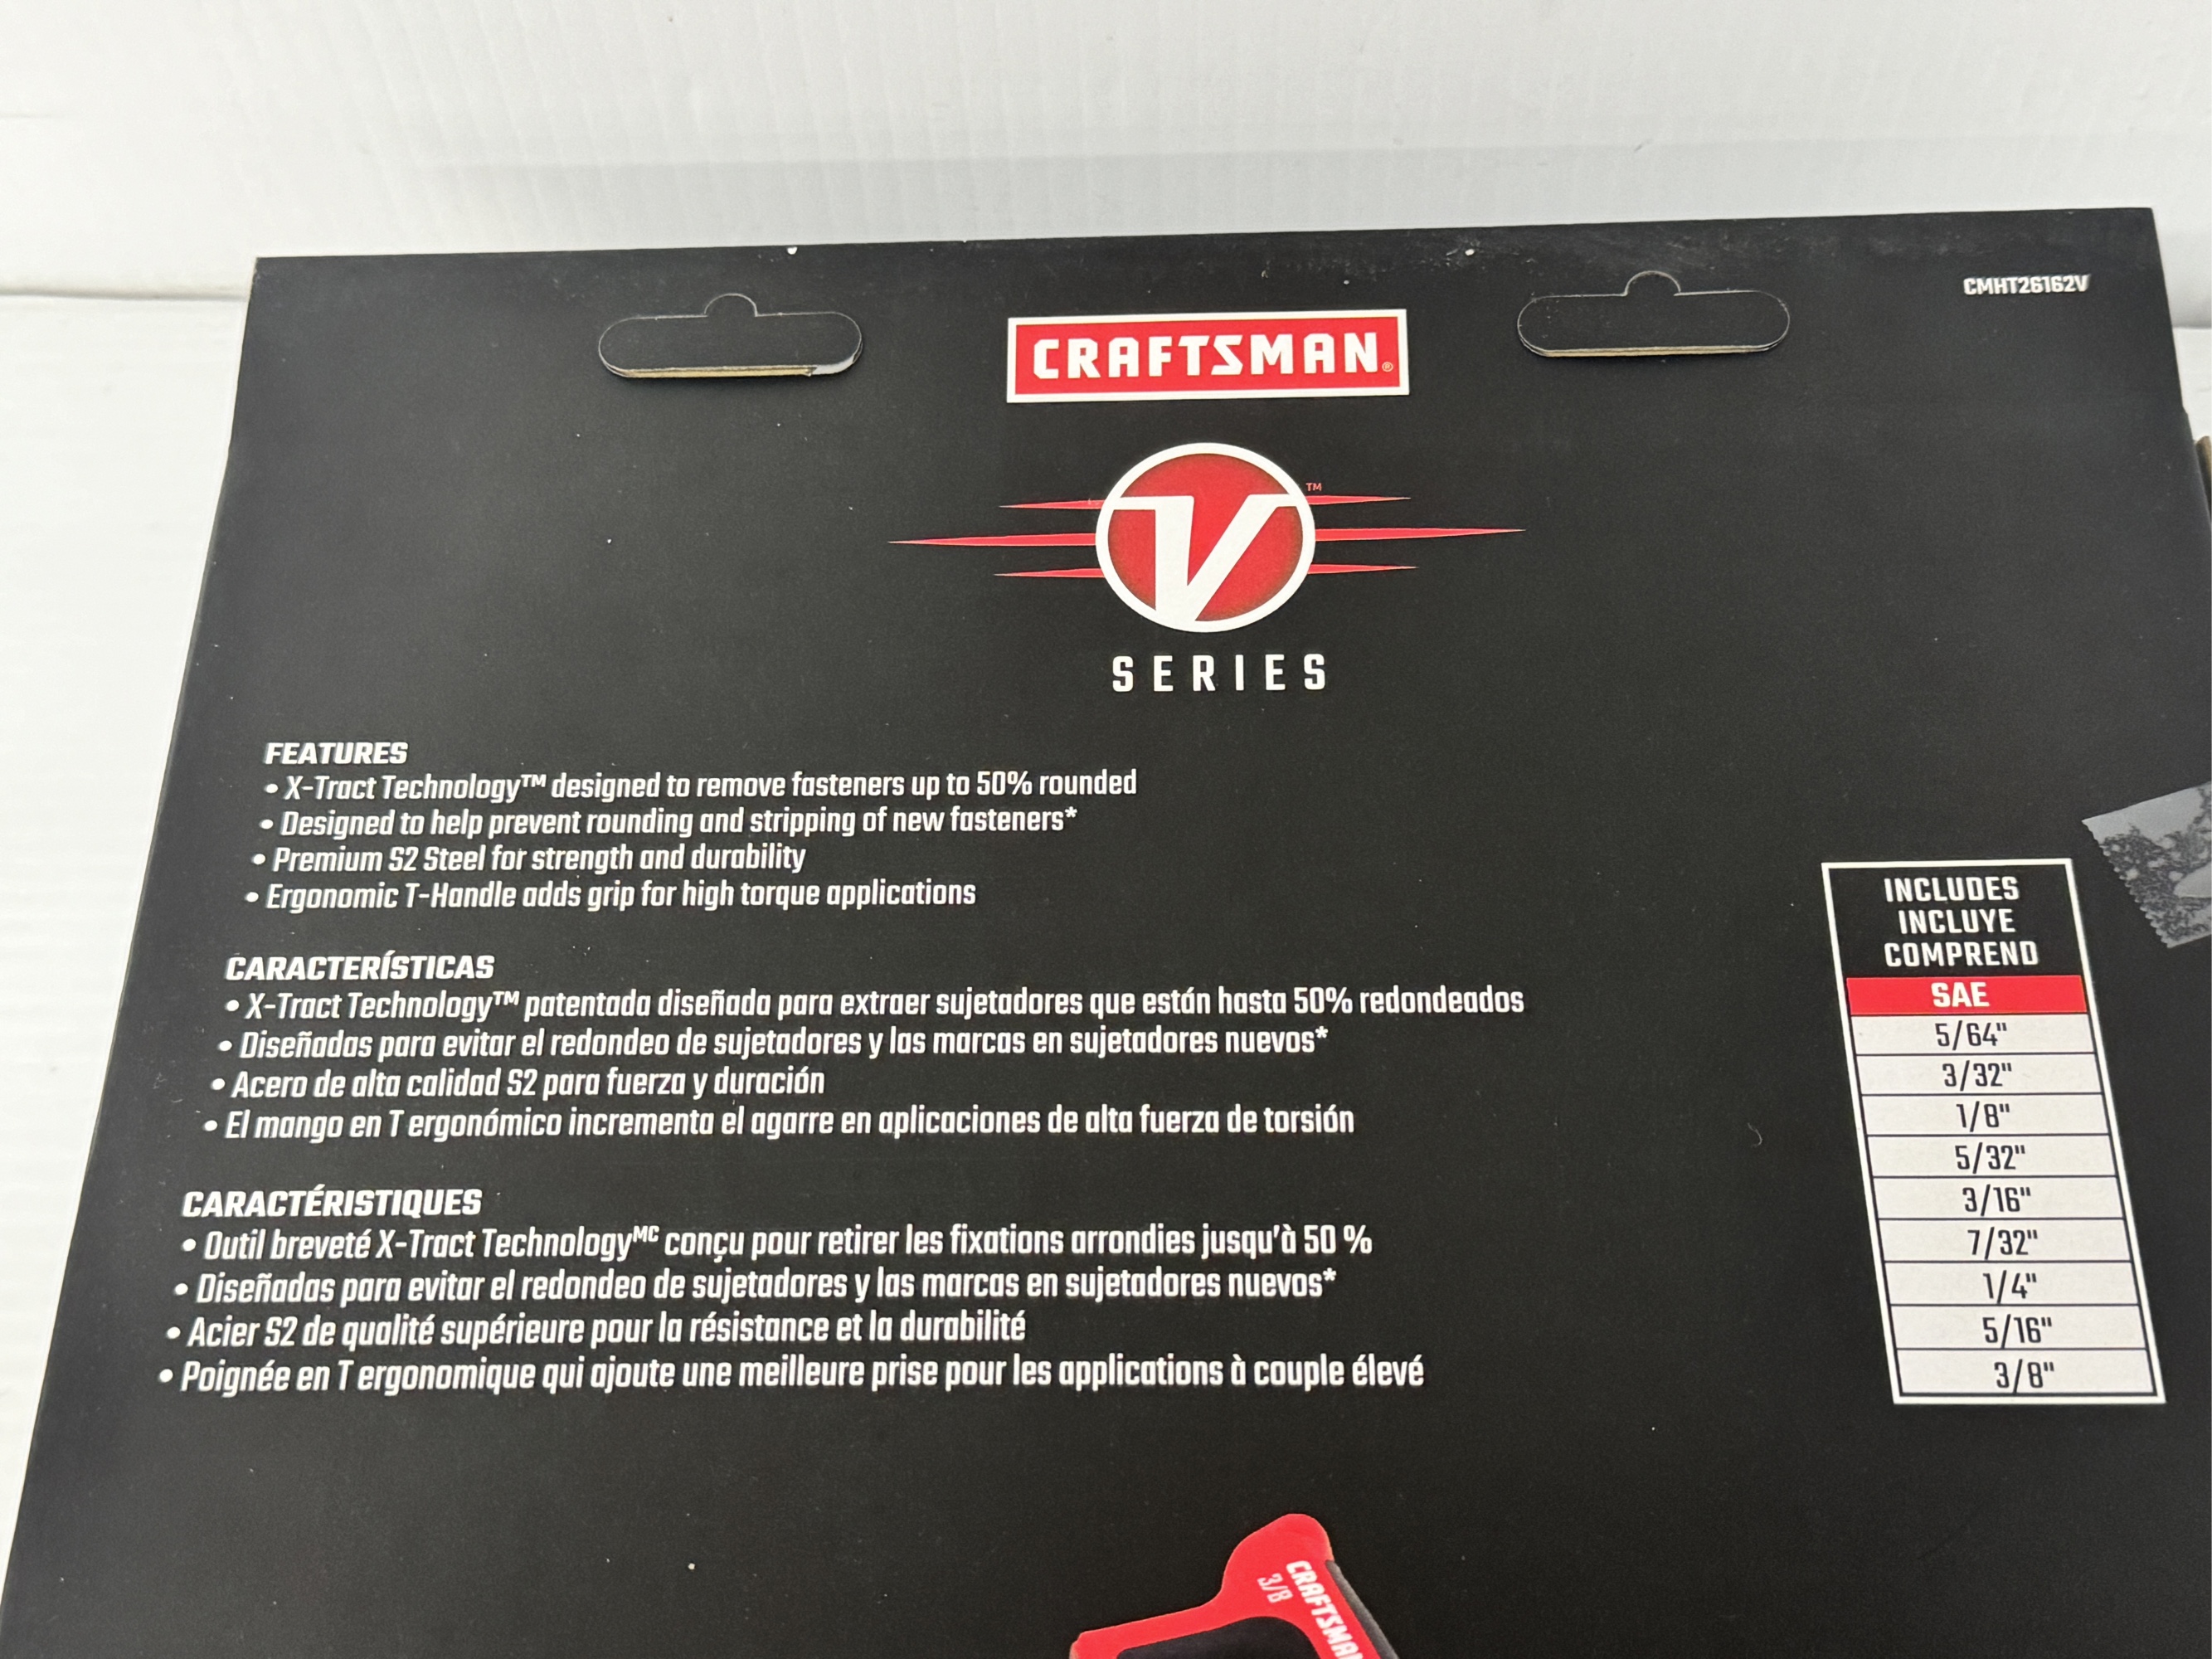 CMHT26162V
CRAFTSMAN®
V™
SERIES
FEATURES
• X-Tract Technology™ designed to remove fasteners up to 50% rounded
• Designed to help prevent rounding and stripping of new fasteners*
• Premium S2 Steel for strength and durability
• Ergonomic T-Handle adds grip for high torque applications
CARACTERÍSTICAS
• X-Tract Technology™ patentada diseñada para extraer sujetadores que están hasta 50% redondeados
• Diseñadas para evitar el redondeo de sujetadores y las marcas en sujetadores nuevos*
• Acero de alta calidad S2 para fuerza y duración
• El mango en T ergonómico incrementa el agarre en aplicaciones de alta fuerza de torsión
CARACTÉRISTIQUES
• Outil breveté X-Tract Technologyᴹᶜ conçu pour retirer les fixations arrondies jusqu'à 50 %
• Diseñadas para evitar el redondeo de sujetadores y las marcas en sujetadores nuevos*
• Acier S2 de qualité supérieure pour la résistance et la durabilité
• Poignée en T ergonomique qui ajoute une meilleure prise pour les applications à couple élevé
INCLUDES
INCLUYE
COMPREND
SAE
5/64"
3/32"
1/8"
5/32"
3/16"
7/32"
1/4"
5/16"
3/8"
CRAFTSMAN
3/8